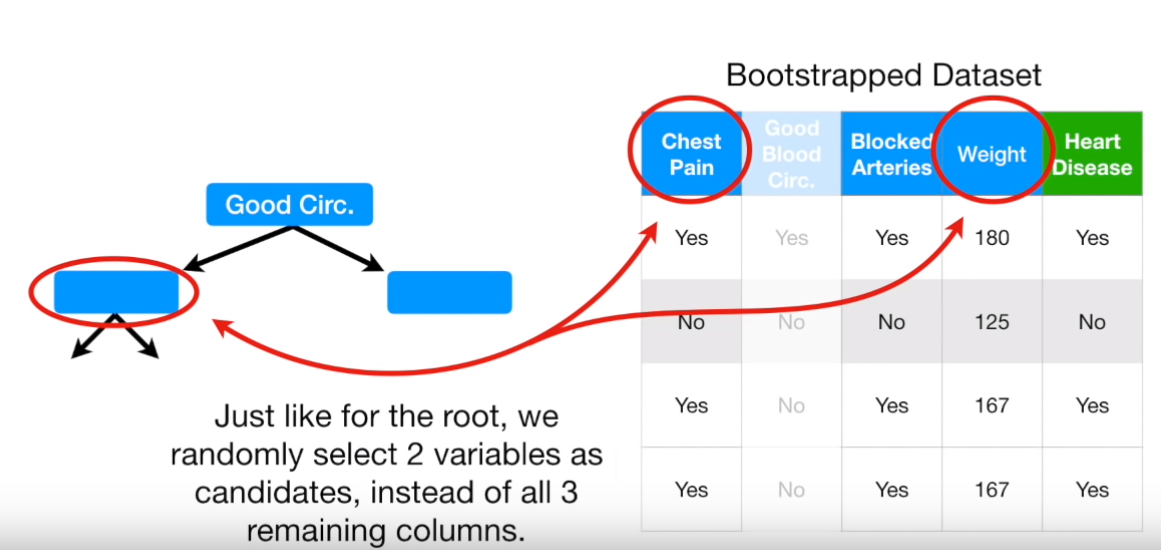 Bootstrapped Dataset
Chest Pain
Good Blood Circ.
Blocked Arteries
Weight
Heart Disease
Good Circ.
Yes Yes Yes 180 Yes
No No No 125 No
Yes No Yes 167 Yes
Yes No Yes 167 Yes
Just like for the root, we
randomly select 2 variables as
candidates, instead of all 3
remaining columns.